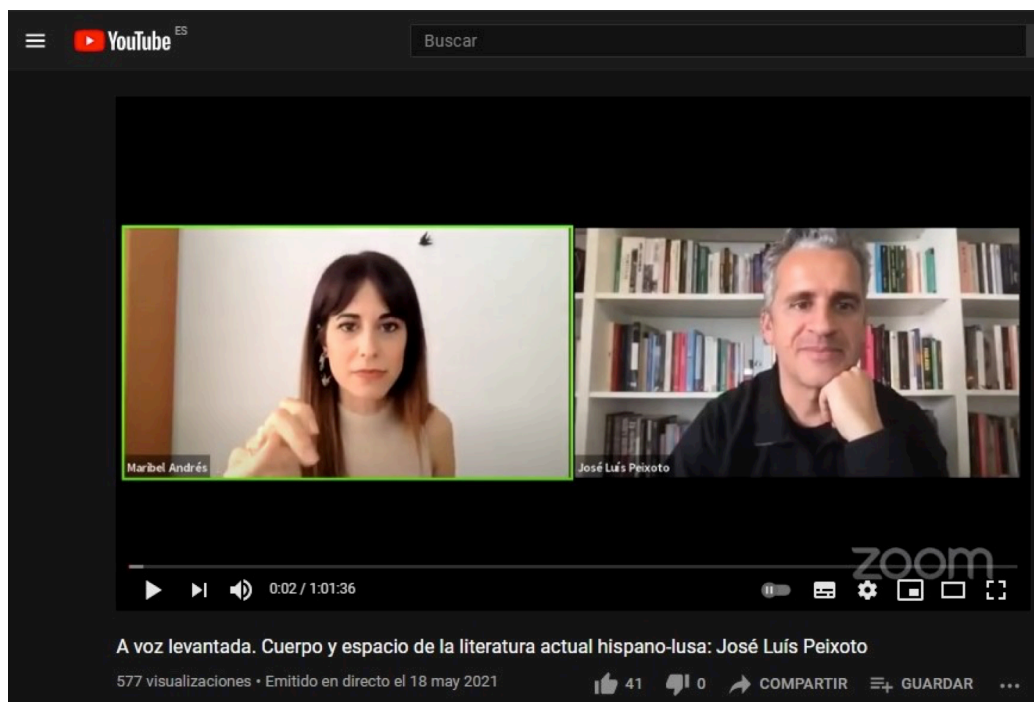 YouTube ES
Buscar
Maribel Andrés
José Luís Peixoto
zoom
0:02 / 1:01:36
A voz levantada. Cuerpo y espacio de la literatura actual hispano-lusa: José Luís Peixoto
577 visualizaciones • Emitido en directo el 18 may 2021
41 0 COMPARTIR GUARDAR